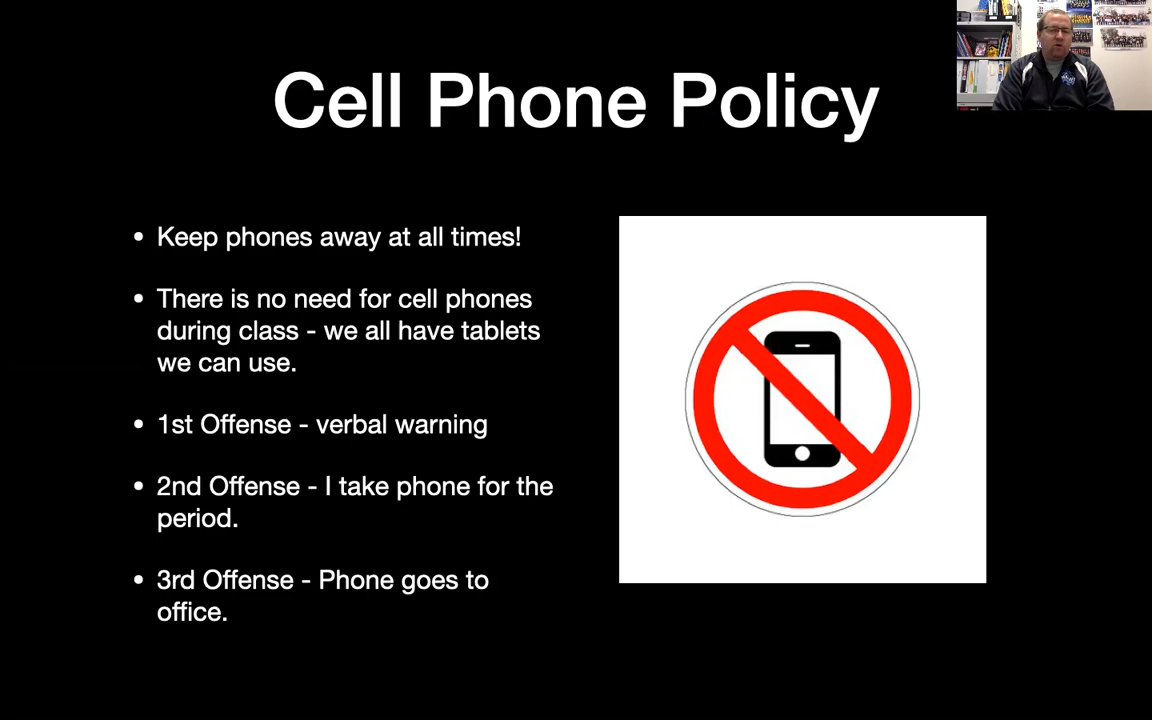 Cell Phone Policy
• Keep phones away at all times!
• There is no need for cell phones
during class - we all have tablets
we can use.
• 1st Offense - verbal warning
• 2nd Offense - I take phone for the
period.
• 3rd Offense - Phone goes to
office.